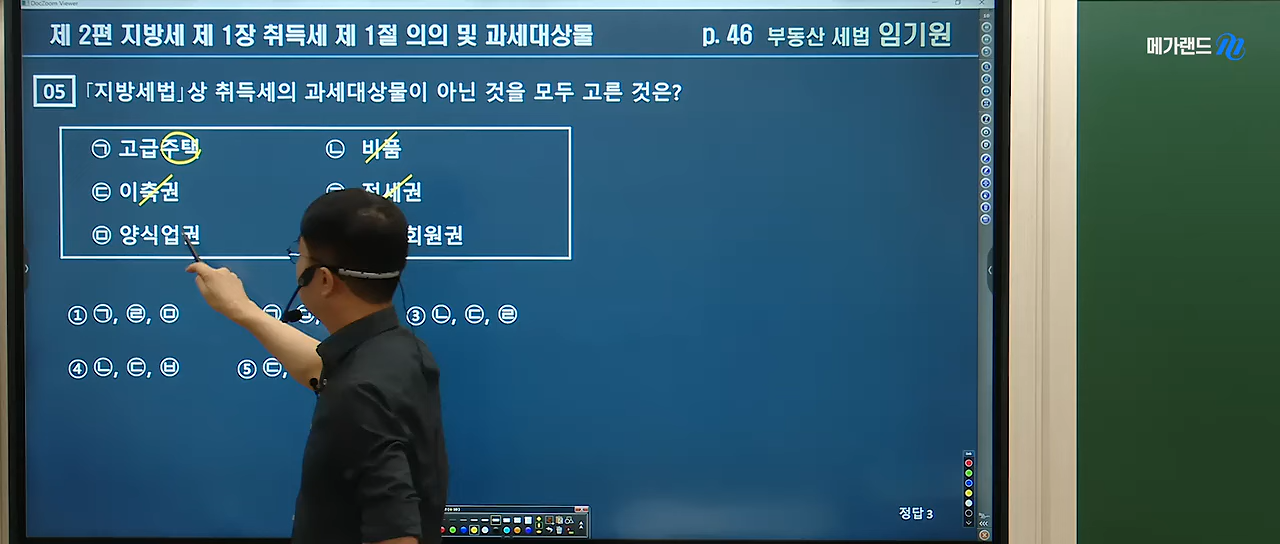 DocZoom Viewer
제 2편 지방세 제 1장 취득세 제 1절 의의 및 과세대상물
p. 46 부동산 세법 임기원
메가랜드
05 「지방세법」상 취득세의 과세대상물이 아닌 것을 모두 고른 것은?
㉠ 고급주택 ㉡ 비품
㉢ 이축권 전세권
㉤ 양식업권 회원권
① ㉠, ㉣, ㉤ ③ ㉡, ㉢, ㉣
④ ㉡, ㉢, ㉥ ⑤ ㉢,
정답 3